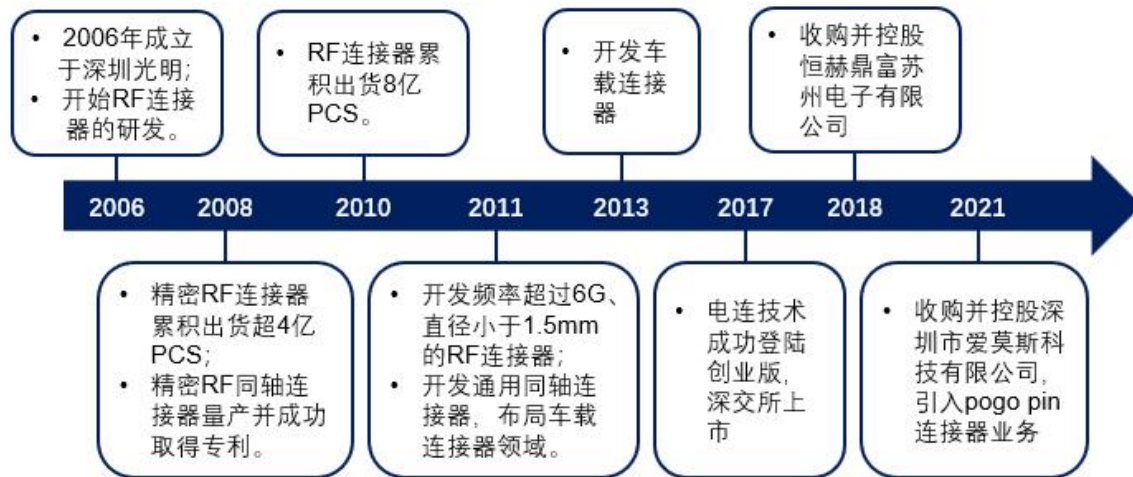 • 2006年成立
于深圳光明;
• 开始RF连接
器的研发。
• RF连接器累
积出货8亿
PCS。
• 开发车
载连接
器
• 收购并控股
恒赫鼎富苏
州电子有限
公司
2006 2008 2010 2011 2013 2017 2018 2021
• 精密RF连接器
累积出货超4亿
PCS;
• 精密RF同轴连
接器量产并成功
取得专利。
• 开发频率超过6G、
直径小于1.5mm
的RF连接器;
• 开发通用同轴连
接器，布局车载
连接器领域。
• 电连技术
成功登陆
创业版，
深交所上
市
• 收购并控股深
圳市爱莫斯科
技有限公司，
引入pogo pin
连接器业务